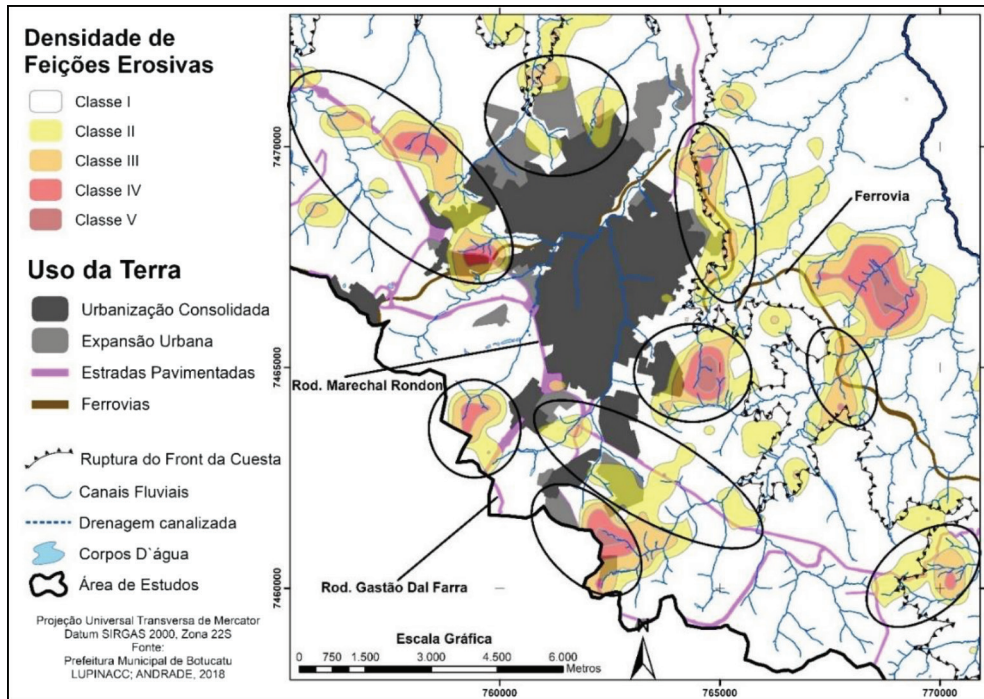 Densidade de
Feições Erosivas
Classe I
Classe II
Classe III
Classe IV
Classe V
Uso da Terra
Urbanização Consolidada
Expansão Urbana
Estradas Pavimentadas
Ferrovias
Ruptura do Front da Cuesta
Canais Fluviais
Drenagem canalizada
Corpos D`água
Área de Estudos
Projeção Universal Transversa de Mercator
Datum SIRGAS 2000, Zona 22S
Fonte:
Prefeitura Municipal de Botucatu
LUPINACC; ANDRADE, 2018
7470000
7465000
7460000
Ferrovia
Rod. Marechal Rondon
Rod. Gastão Dal Farra
Escala Gráfica
0 750 1.500 3.000 4.500 6.000
Metros
N
760000
765000
770000